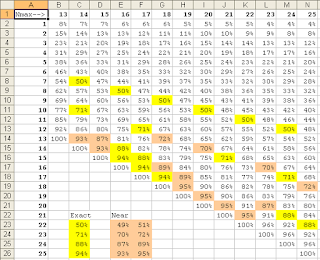 A B C D E F G H I J K L M N
1 Nmax--> 13 14 15 16 17 18 19 20 21 22 23 24 25
2 1 8% 7% 7% 6% 6% 6% 5% 5% 5% 5% 4% 4% 4%
3 2 15% 14% 13% 13% 12% 11% 11% 10% 10% 9% 9% 8% 8%
4 3 23% 21% 20% 19% 18% 17% 16% 15% 14% 14% 13% 13% 12%
5 4 31% 29% 27% 25% 24% 22% 21% 20% 19% 18% 17% 17% 16%
6 5 38% 36% 33% 31% 29% 28% 26% 25% 24% 23% 22% 21% 20%
7 6 46% 43% 40% 38% 35% 33% 32% 30% 29% 27% 26% 25% 24%
8 7 54% 50% 47% 44% 41% 39% 37% 35% 33% 32% 30% 29% 28%
9 8 62% 57% 53% 50% 47% 44% 42% 40% 38% 36% 35% 33% 32%
10 9 69% 64% 60% 56% 53% 50% 47% 45% 43% 41% 39% 38% 36%
11 10 77% 71% 67% 63% 59% 56% 53% 50% 48% 45% 43% 42% 40%
12 11 85% 79% 73% 69% 65% 61% 58% 55% 52% 50% 48% 46% 44%
13 12 92% 86% 80% 75% 71% 67% 63% 60% 57% 55% 52% 50% 48%
14 13 100% 93% 87% 81% 76% 72% 68% 65% 62% 59% 57% 54% 52%
15 14 100% 93% 88% 82% 78% 74% 70% 67% 64% 61% 58% 56%
16 15 100% 94% 88% 83% 79% 75% 71% 68% 65% 63% 60%
17 16 100% 94% 89% 84% 80% 76% 73% 70% 67% 64%
18 17 100% 94% 89% 85% 81% 77% 74% 71% 68%
19 18 100% 95% 90% 86% 82% 78% 75% 72%
20 19 100% 95% 90% 86% 83% 79% 76%
21 20 100% 95% 91% 87% 83% 80%
22 21 Exact Near 100% 95% 91% 88% 84%
23 22 50% 49% 51% 100% 96% 92% 88%
24 23 71% 70% 72% 100% 96% 92%
25 24 88% 87% 89% 100% 96%
26 25 94% 93% 95% 100%